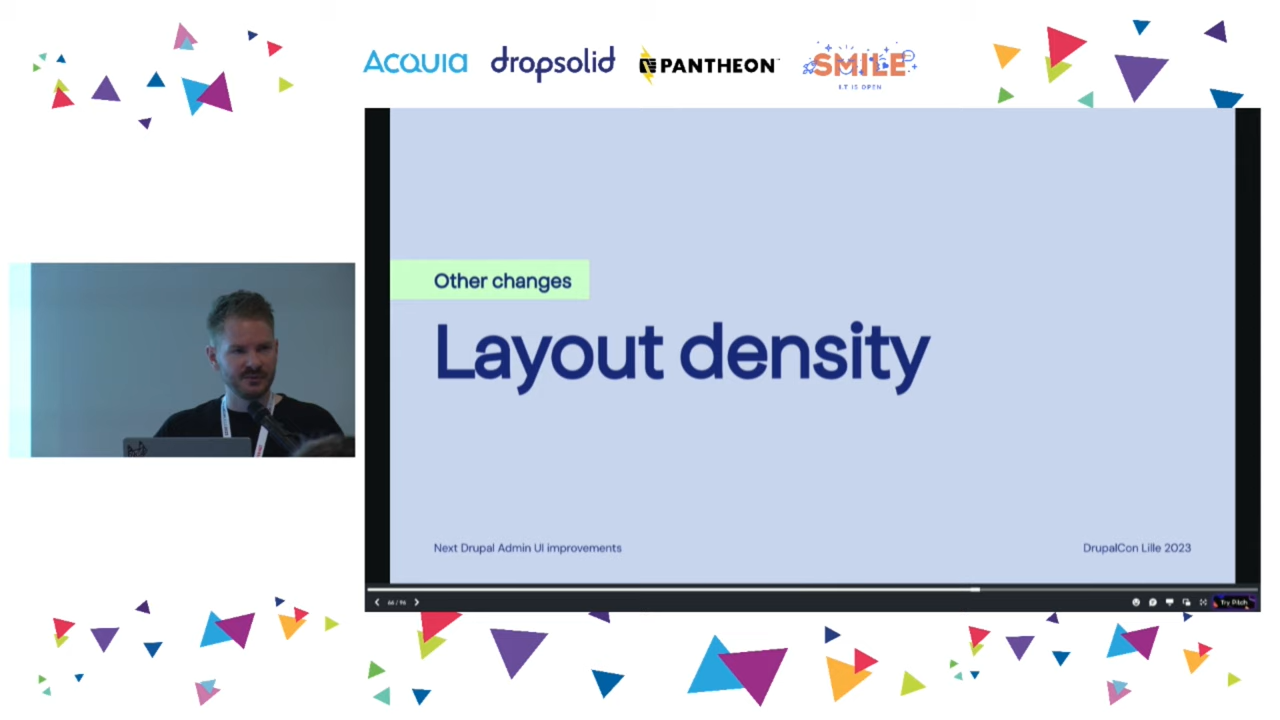 ACQUIA
dropsolid
PANTHEON
SMILE
I.T IS OPEN
Other changes
Layout density
Next Drupal Admin UI improvements
DrupalCon Lille 2023
Try Pitch